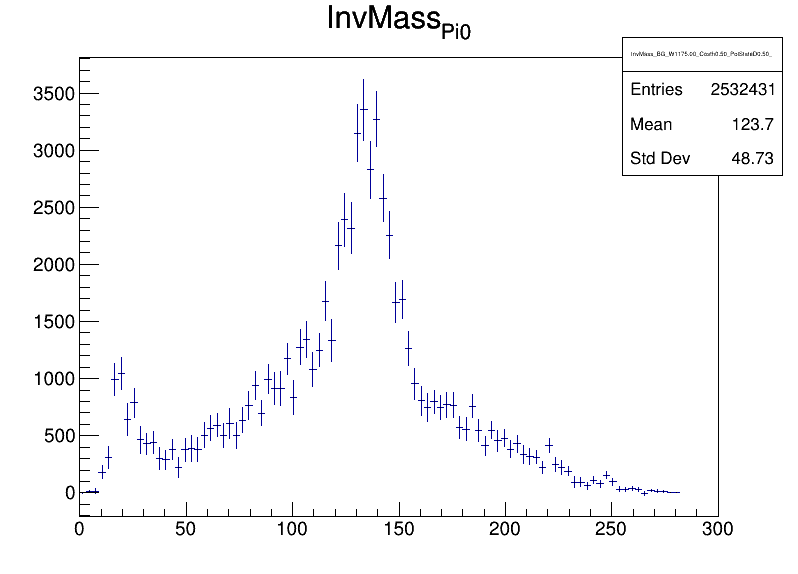 InvMass_Pi0
InvMass_BG_W1175.00_Costh0.50_PolStateD0.50_
Entries 2532431
Mean 123.7
Std Dev 48.73
3500
3000
2500
2000
1500
1000
500
0
0 50 100 150 200 250 300